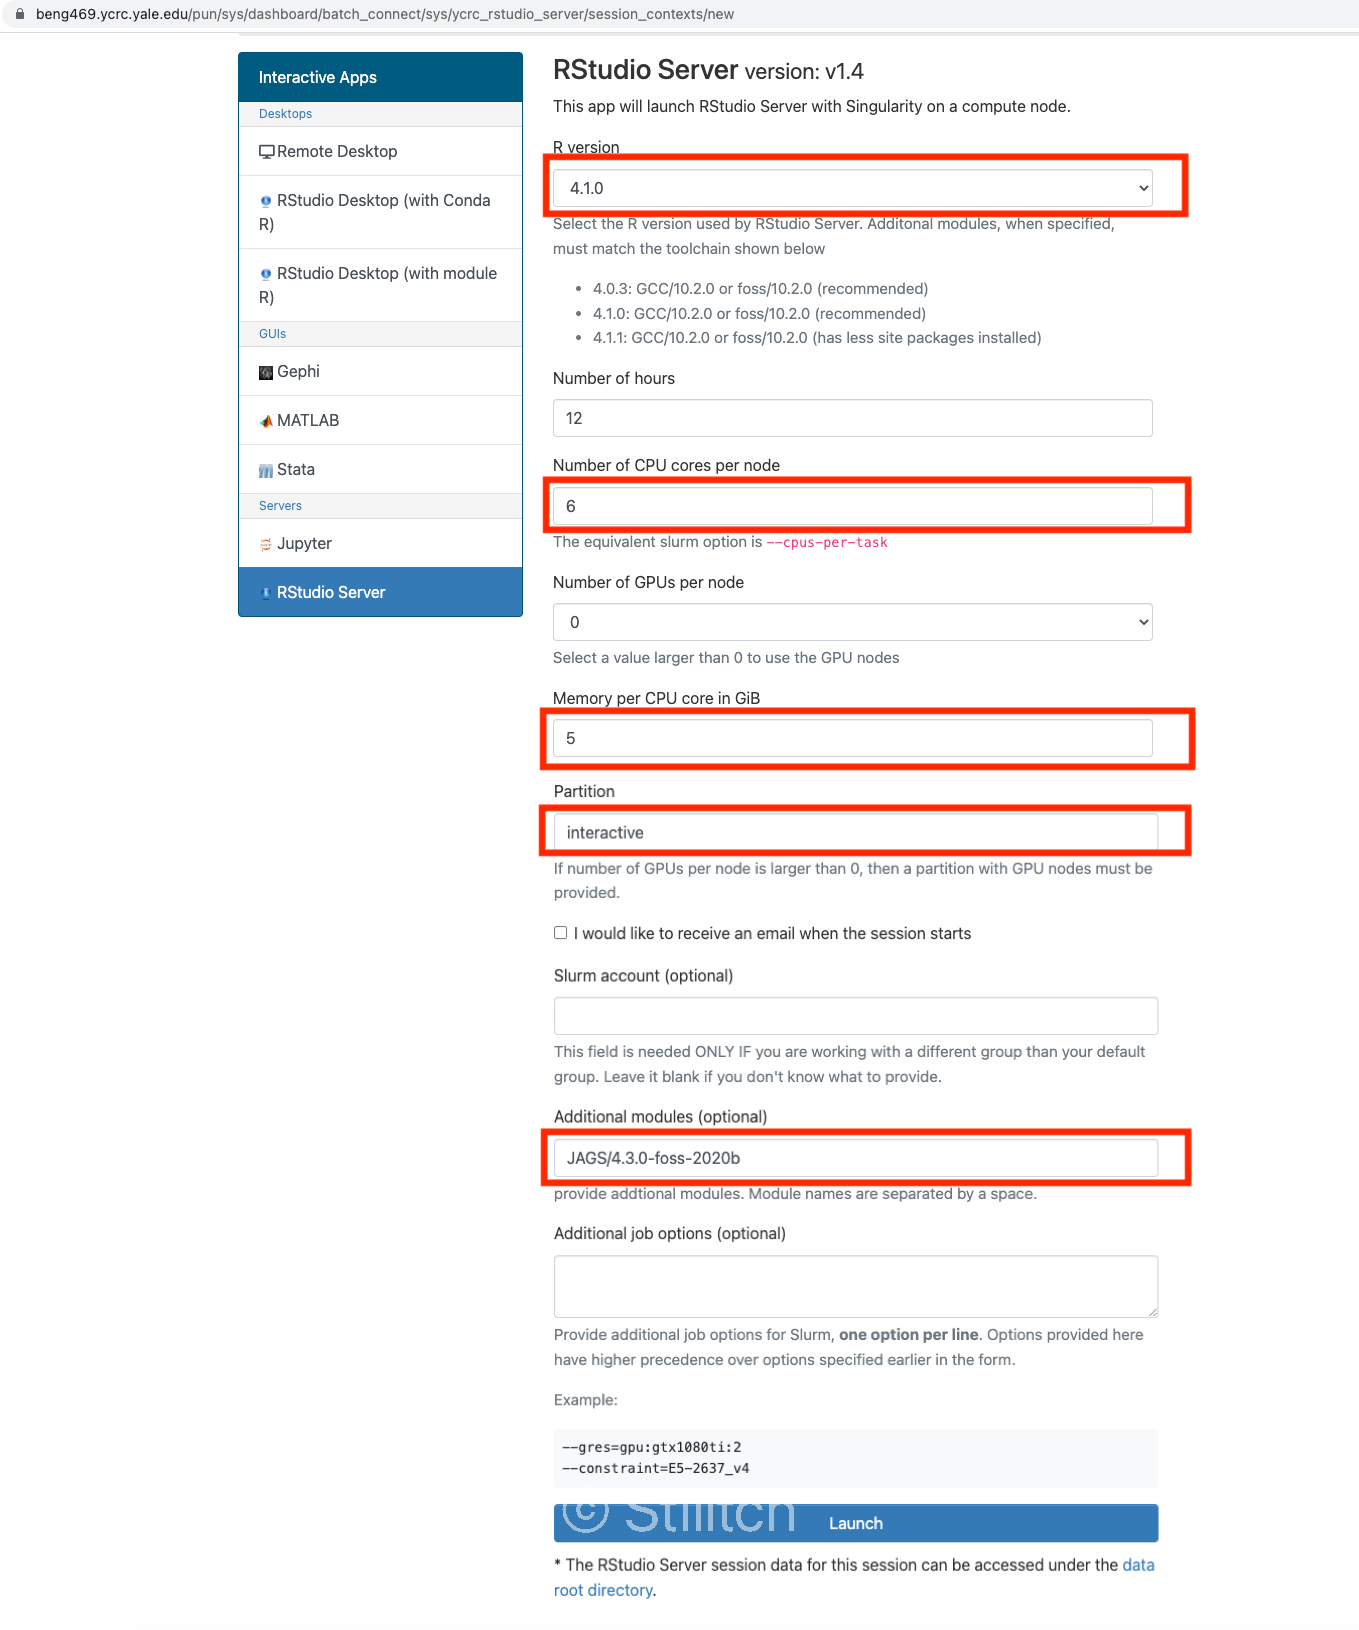 beng469.ycrc.yale.edu/pun/sys/dashboard/batch_connect/sys/ycrc_rstudio_server/session_contexts/new
Interactive Apps
Desktops
Remote Desktop
RStudio Desktop (with Conda
R)
RStudio Desktop (with module
R)
GUIs
Gephi
MATLAB
Stata
Servers
Jupyter
RStudio Server
RStudio Server version: v1.4
This app will launch RStudio Server with Singularity on a compute node.
R version
4.1.0
Select the R version used by RStudio Server. Additonal modules, when specified,
must match the toolchain shown below
• 4.0.3: GCC/10.2.0 or foss/10.2.0 (recommended)
• 4.1.0: GCC/10.2.0 or foss/10.2.0 (recommended)
• 4.1.1: GCC/10.2.0 or foss/10.2.0 (has less site packages installed)
Number of hours
12
Number of CPU cores per node
6
The equivalent slurm option is --cpus-per-task
Number of GPUs per node
0
Select a value larger than 0 to use the GPU nodes
Memory per CPU core in GiB
5
Partition
interactive
If number of GPUs per node is larger than 0, then a partition with GPU nodes must be
provided.
I would like to receive an email when the session starts
Slurm account (optional)
This field is needed ONLY IF you are working with a different group than your default
group. Leave it blank if you don't know what to provide.
Additional modules (optional)
JAGS/4.3.0-foss-2020b
provide addtional modules. Module names are separated by a space.
Additional job options (optional)
Provide additional job options for Slurm, one option per line. Options provided here
have higher precedence over options specified earlier in the form.
Example:
--gres=gpu:gtx1080ti:2
--constraint=E5-2637_v4
Launch
* The RStudio Server session data for this session can be accessed under the data
root directory.